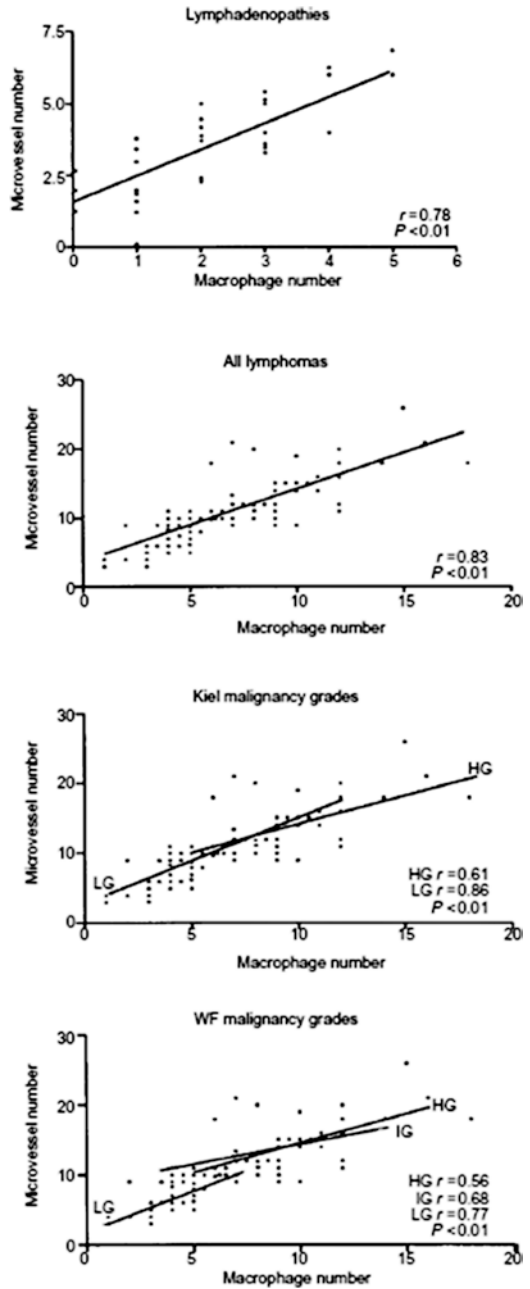 Lymphadenopathies
7.5
5.0
2.5
0
Microvessel number
r=0.78
P<0.01
0 1 2 3 4 5 6
Macrophage number
All lymphomas
30
20
10
0
Microvessel number
r=0.83
P<0.01
0 5 10 15 20
Macrophage number
Kiel malignancy grades
30
20
10
0
Microvessel number
HG
LG
HG r=0.61
LG r=0.86
P<0.01
0 5 10 15 20
Macrophage number
WF malignancy grades
30
20
10
0
Microvessel number
HG
IG
LG
HG r=0.56
IG r=0.68
LG r=0.77
P<0.01
0 5 10 15 20
Macrophage number